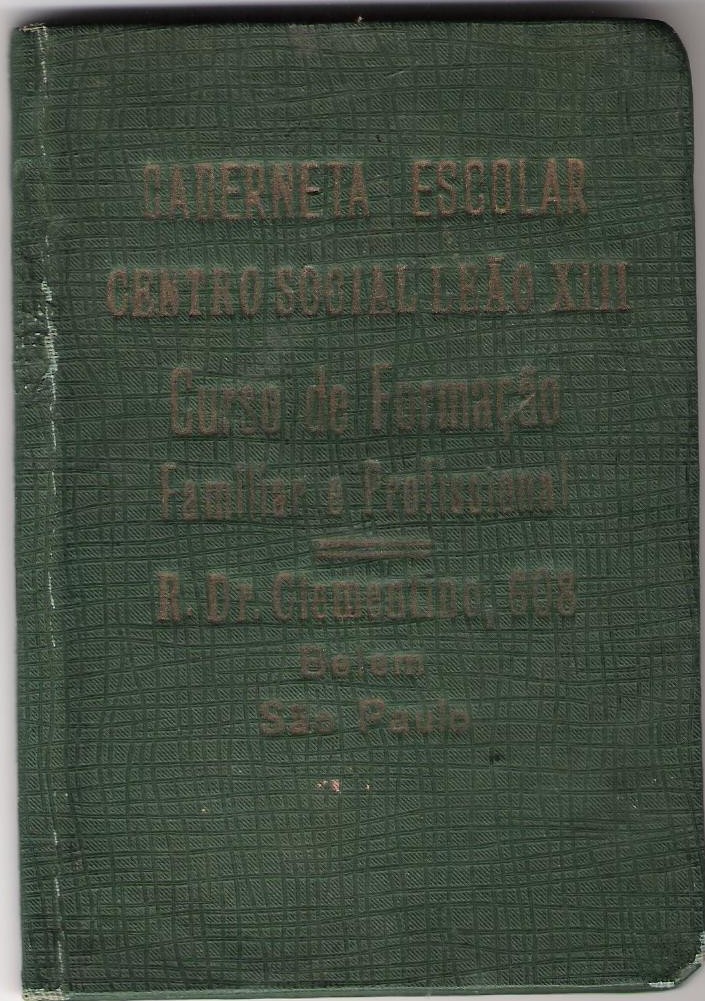 CADERNETA ESCOLAR
CENTRO SOCIAL LEÃO XIII
Curso de Formação
Familiar e Profissional
R. Dr. Clementino, 608
Belem
São Paulo